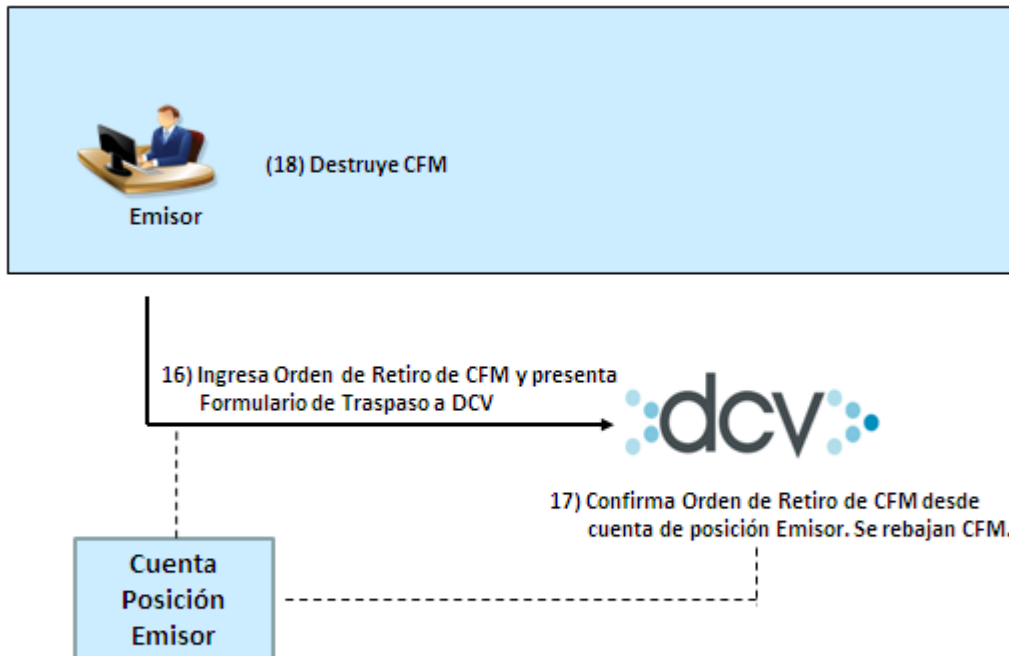 (18) Destruye CFM
Emisor
16) Ingresa Orden de Retiro de CFM y presenta
Formulario de Traspaso a DCV
dcv
17) Confirma Orden de Retiro de CFM desde
cuenta de posición Emisor. Se rebajan CFM.
Cuenta
Posición
Emisor